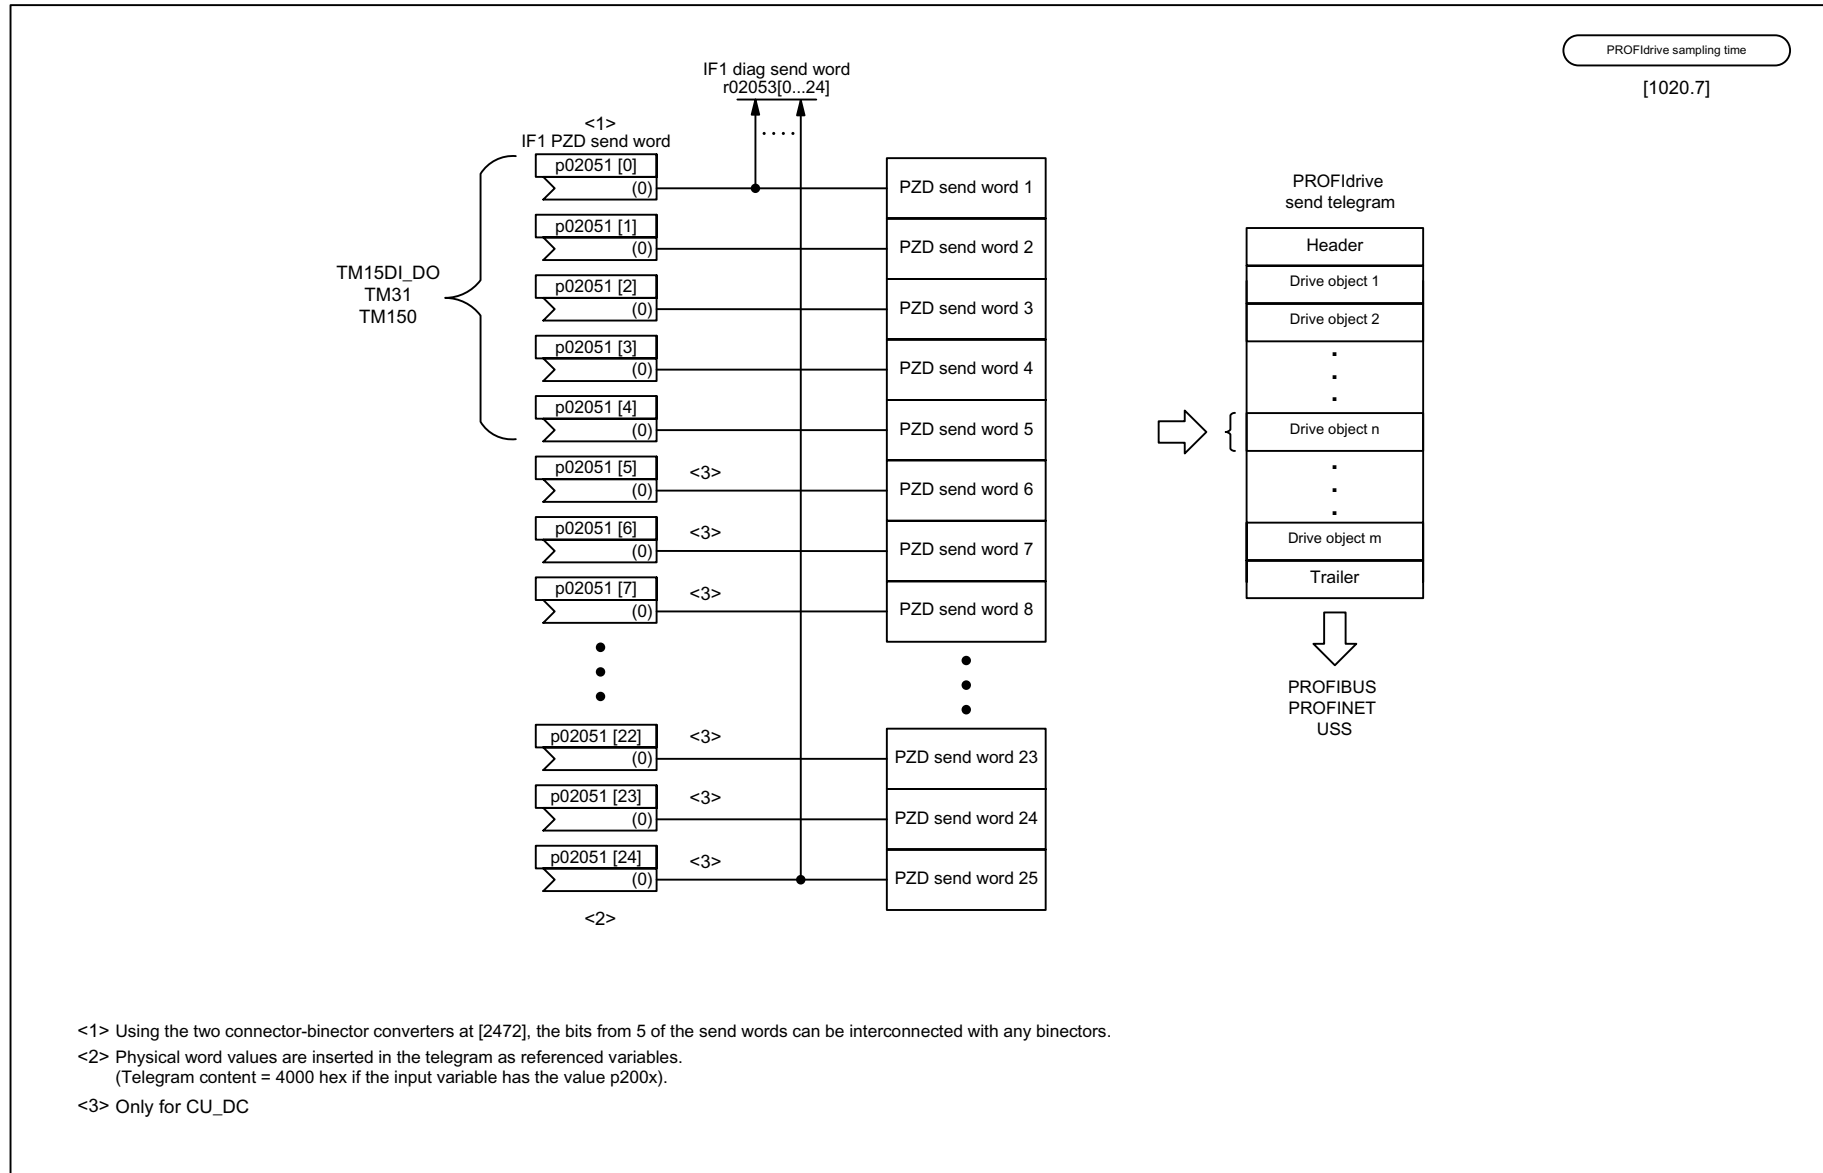 PROFIdrive sampling time
[1020.7]
IF1 diag send word
r02053[0...24]
. . . .
<1>
IF1 PZD send word
p02051 [0]
(0)
PZD send word 1
p02051 [1]
(0)
PZD send word 2
p02051 [2]
(0)
PZD send word 3
p02051 [3]
(0)
PZD send word 4
p02051 [4]
(0)
PZD send word 5
TM15DI_DO
TM31
TM150
p02051 [5]
<3>
(0)
PZD send word 6
p02051 [6]
<3>
(0)
PZD send word 7
p02051 [7]
<3>
(0)
PZD send word 8
p02051 [22]
<3>
(0)
PZD send word 23
p02051 [23]
<3>
(0)
PZD send word 24
p02051 [24]
<3>
(0)
PZD send word 25
<2>
PROFIdrive
send telegram
Header
Drive object 1
Drive object 2
Drive object n
Drive object m
Trailer
PROFIBUS
PROFINET
USS
<1> Using the two connector-binector converters at [2472], the bits from 5 of the send words can be interconnected with any binectors.
<2> Physical word values are inserted in the telegram as referenced variables.
(Telegram content = 4000 hex if the input variable has the value p200x).
<3> Only for CU_DC